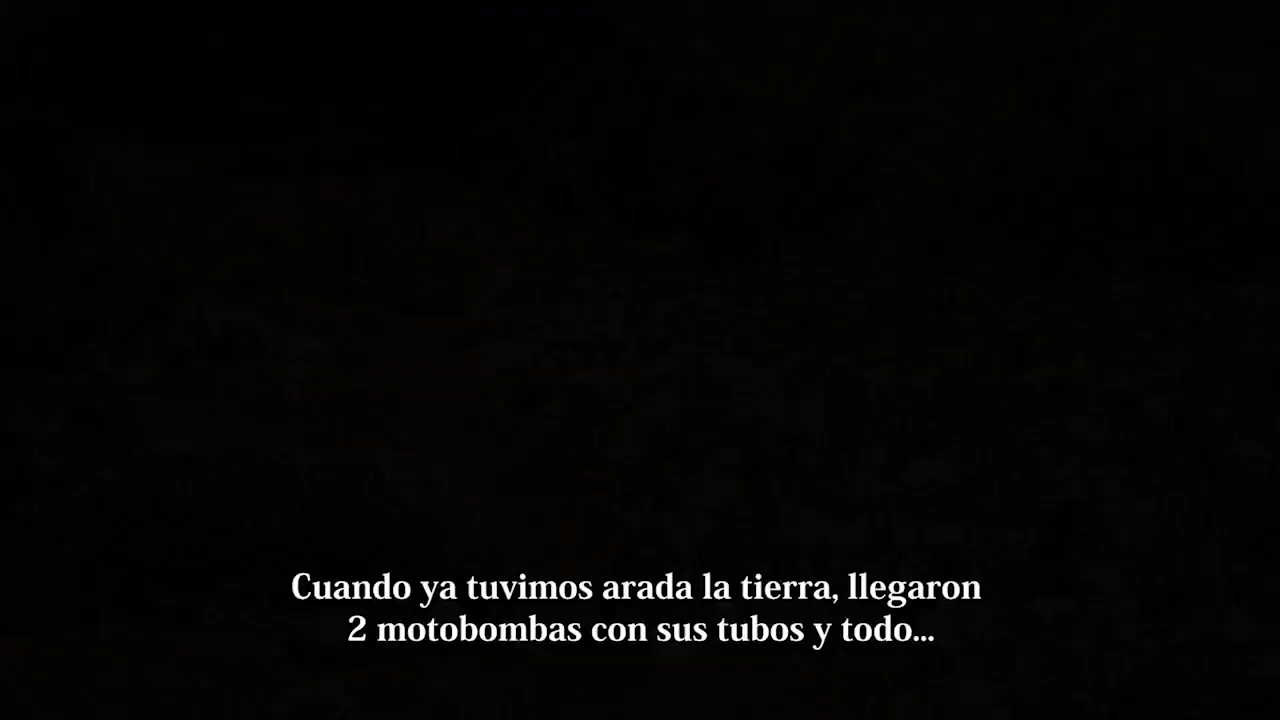 Cuando ya tuvimos arada la tierra, llegaron
2 motobombas con sus tubos y todo...